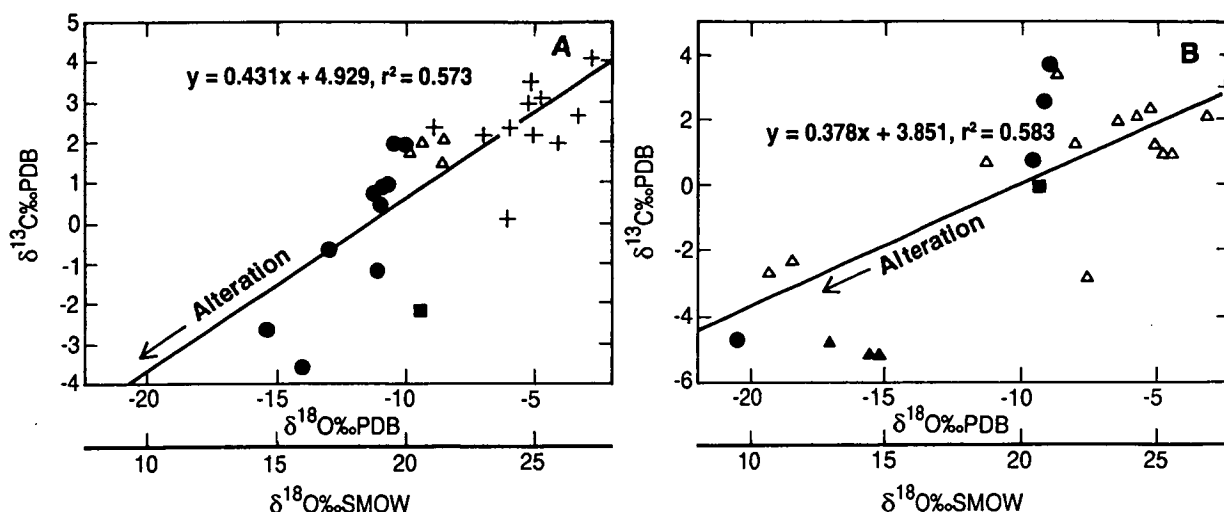 A
y = 0.431x + 4.929, r² = 0.573
Alteration
δ¹³C‰PDB
5
4
3
2
1
0
-1
-2
-3
-4
-20 -15 -10 -5
δ¹⁸O‰PDB
10 15 20 25
δ¹⁸O‰SMOW
B
y = 0.378x + 3.851, r² = 0.583
Alteration
δ¹³C‰PDB
4
2
0
-2
-4
-6
-20 -15 -10 -5
δ¹⁸O‰PDB
10 15 20 25
δ¹⁸O‰SMOW